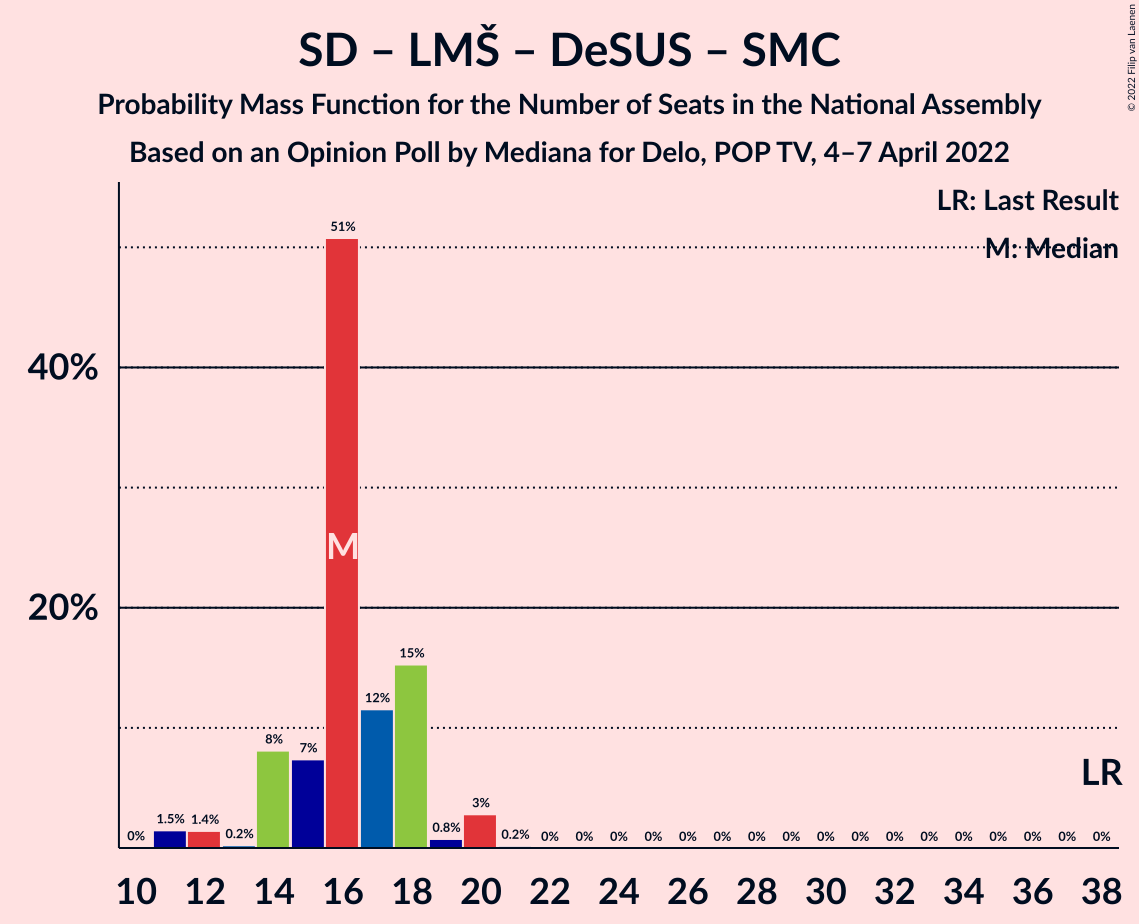 SD – LMŠ – DeSUS – SMC
Probability Mass Function for the Number of Seats in the National Assembly
Based on an Opinion Poll by Mediana for Delo, POP TV, 4–7 April 2022
© 2022 Filip van Laenen
LR: Last Result
M: Median
40%
20%
0% 1.5% 1.4% 0.2% 8% 7% 51% 12% 15% 0.8% 3% 0.2% 0% 0% 0% 0% 0% 0% 0% 0% 0% 0% 0% 0% 0% 0% 0% 0% 0%
M
LR
10 12 14 16 18 20 22 24 26 28 30 32 34 36 38